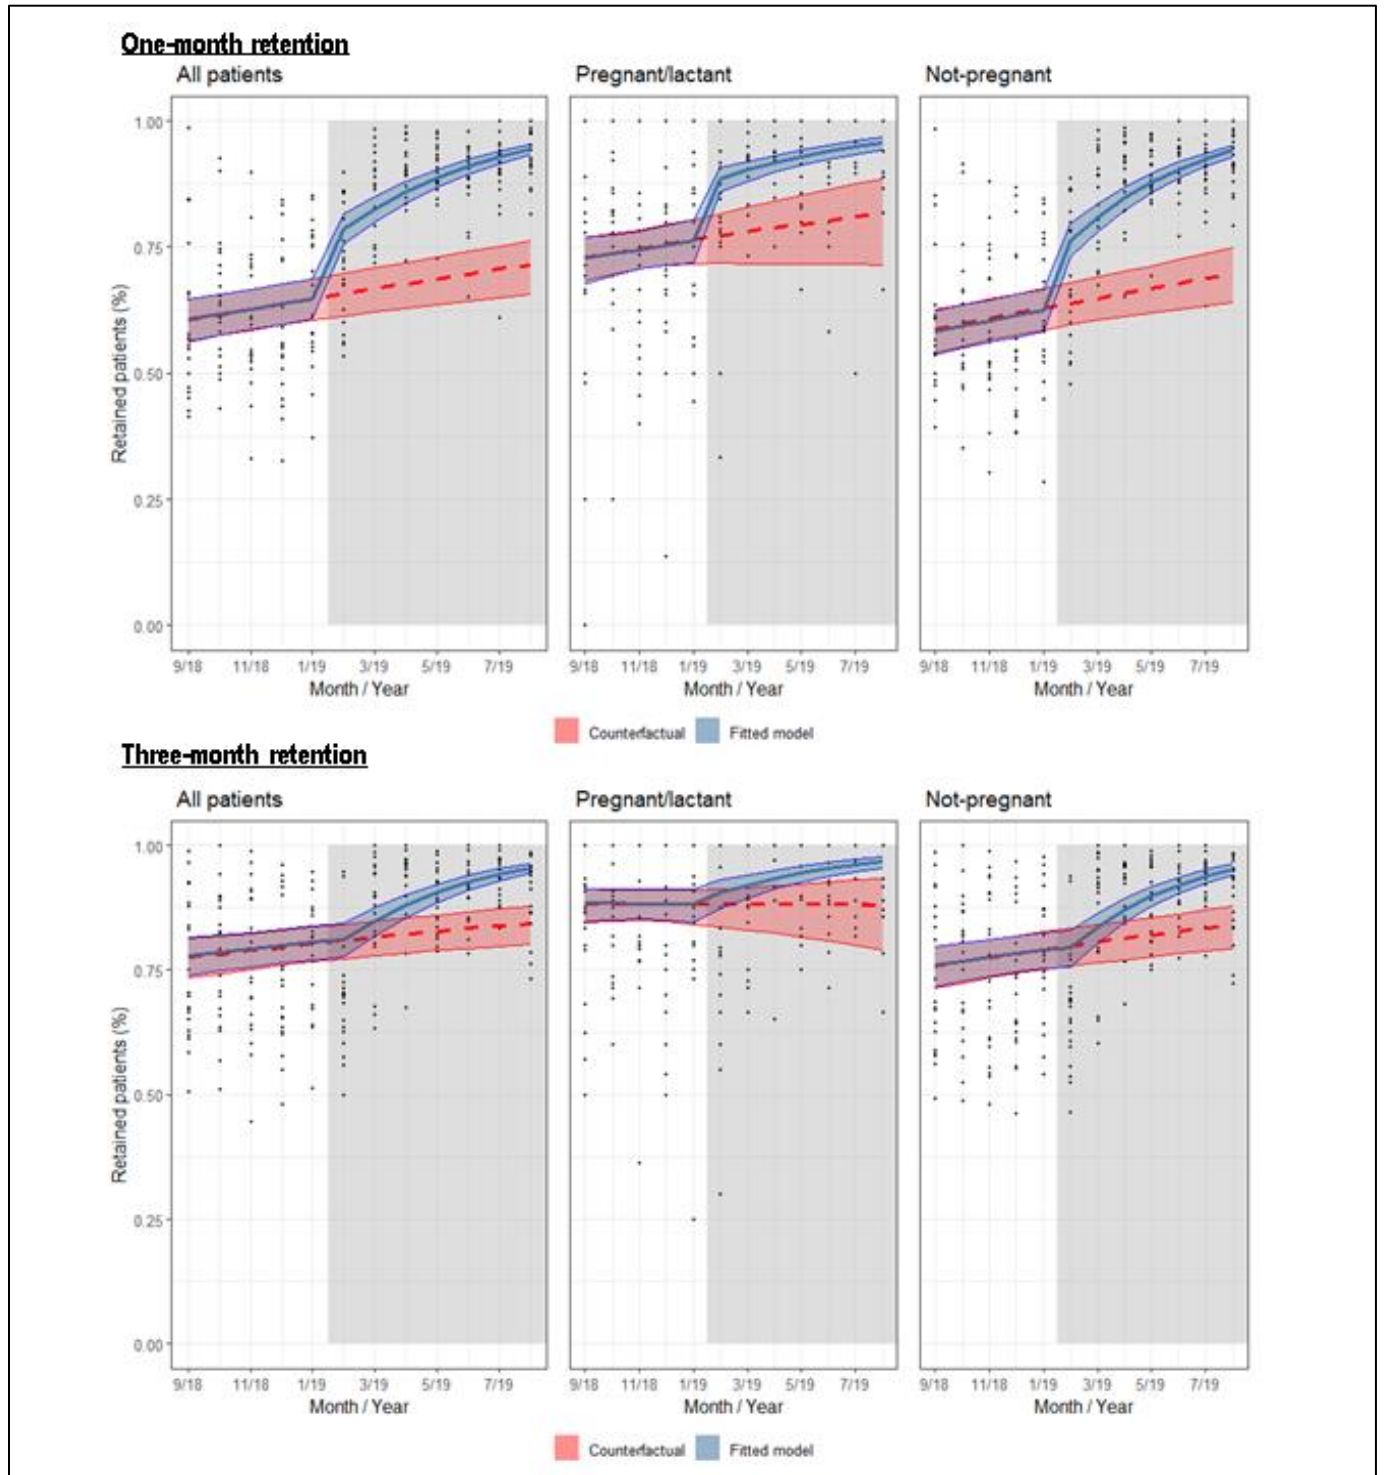 One-month retention
All patients
Pregnant/lactant
Not-pregnant
Retained patients (%)
1.00
0.75
0.50
0.25
0.00
9/18 11/18 1/19 3/19 5/19 7/19
9/18 11/18 1/19 3/19 5/19 7/19
9/18 11/18 1/19 3/19 5/19 7/19
Month / Year
Month / Year
Month / Year
Counterfactual Fitted model
Three-month retention
All patients
Pregnant/lactant
Not-pregnant
Retained patients (%)
1.00
0.75
0.50
0.25
0.00
9/18 11/18 1/19 3/19 5/19 7/19
9/18 11/18 1/19 3/19 5/19 7/19
9/18 11/18 1/19 3/19 5/19 7/19
Month / Year
Month / Year
Month / Year
Counterfactual Fitted model